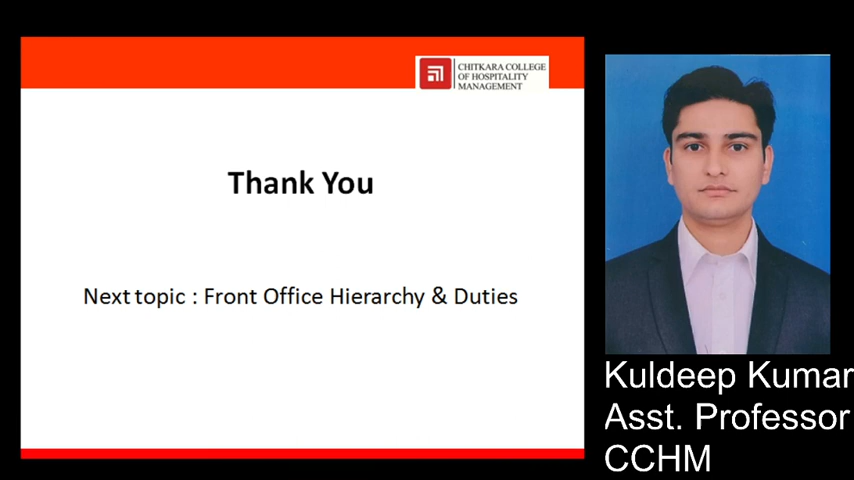 CHITKARA COLLEGE
OF HOSPITALITY
MANAGEMENT
Thank You
Next topic : Front Office Hierarchy & Duties
Kuldeep Kumar
Asst. Professor
CCHM